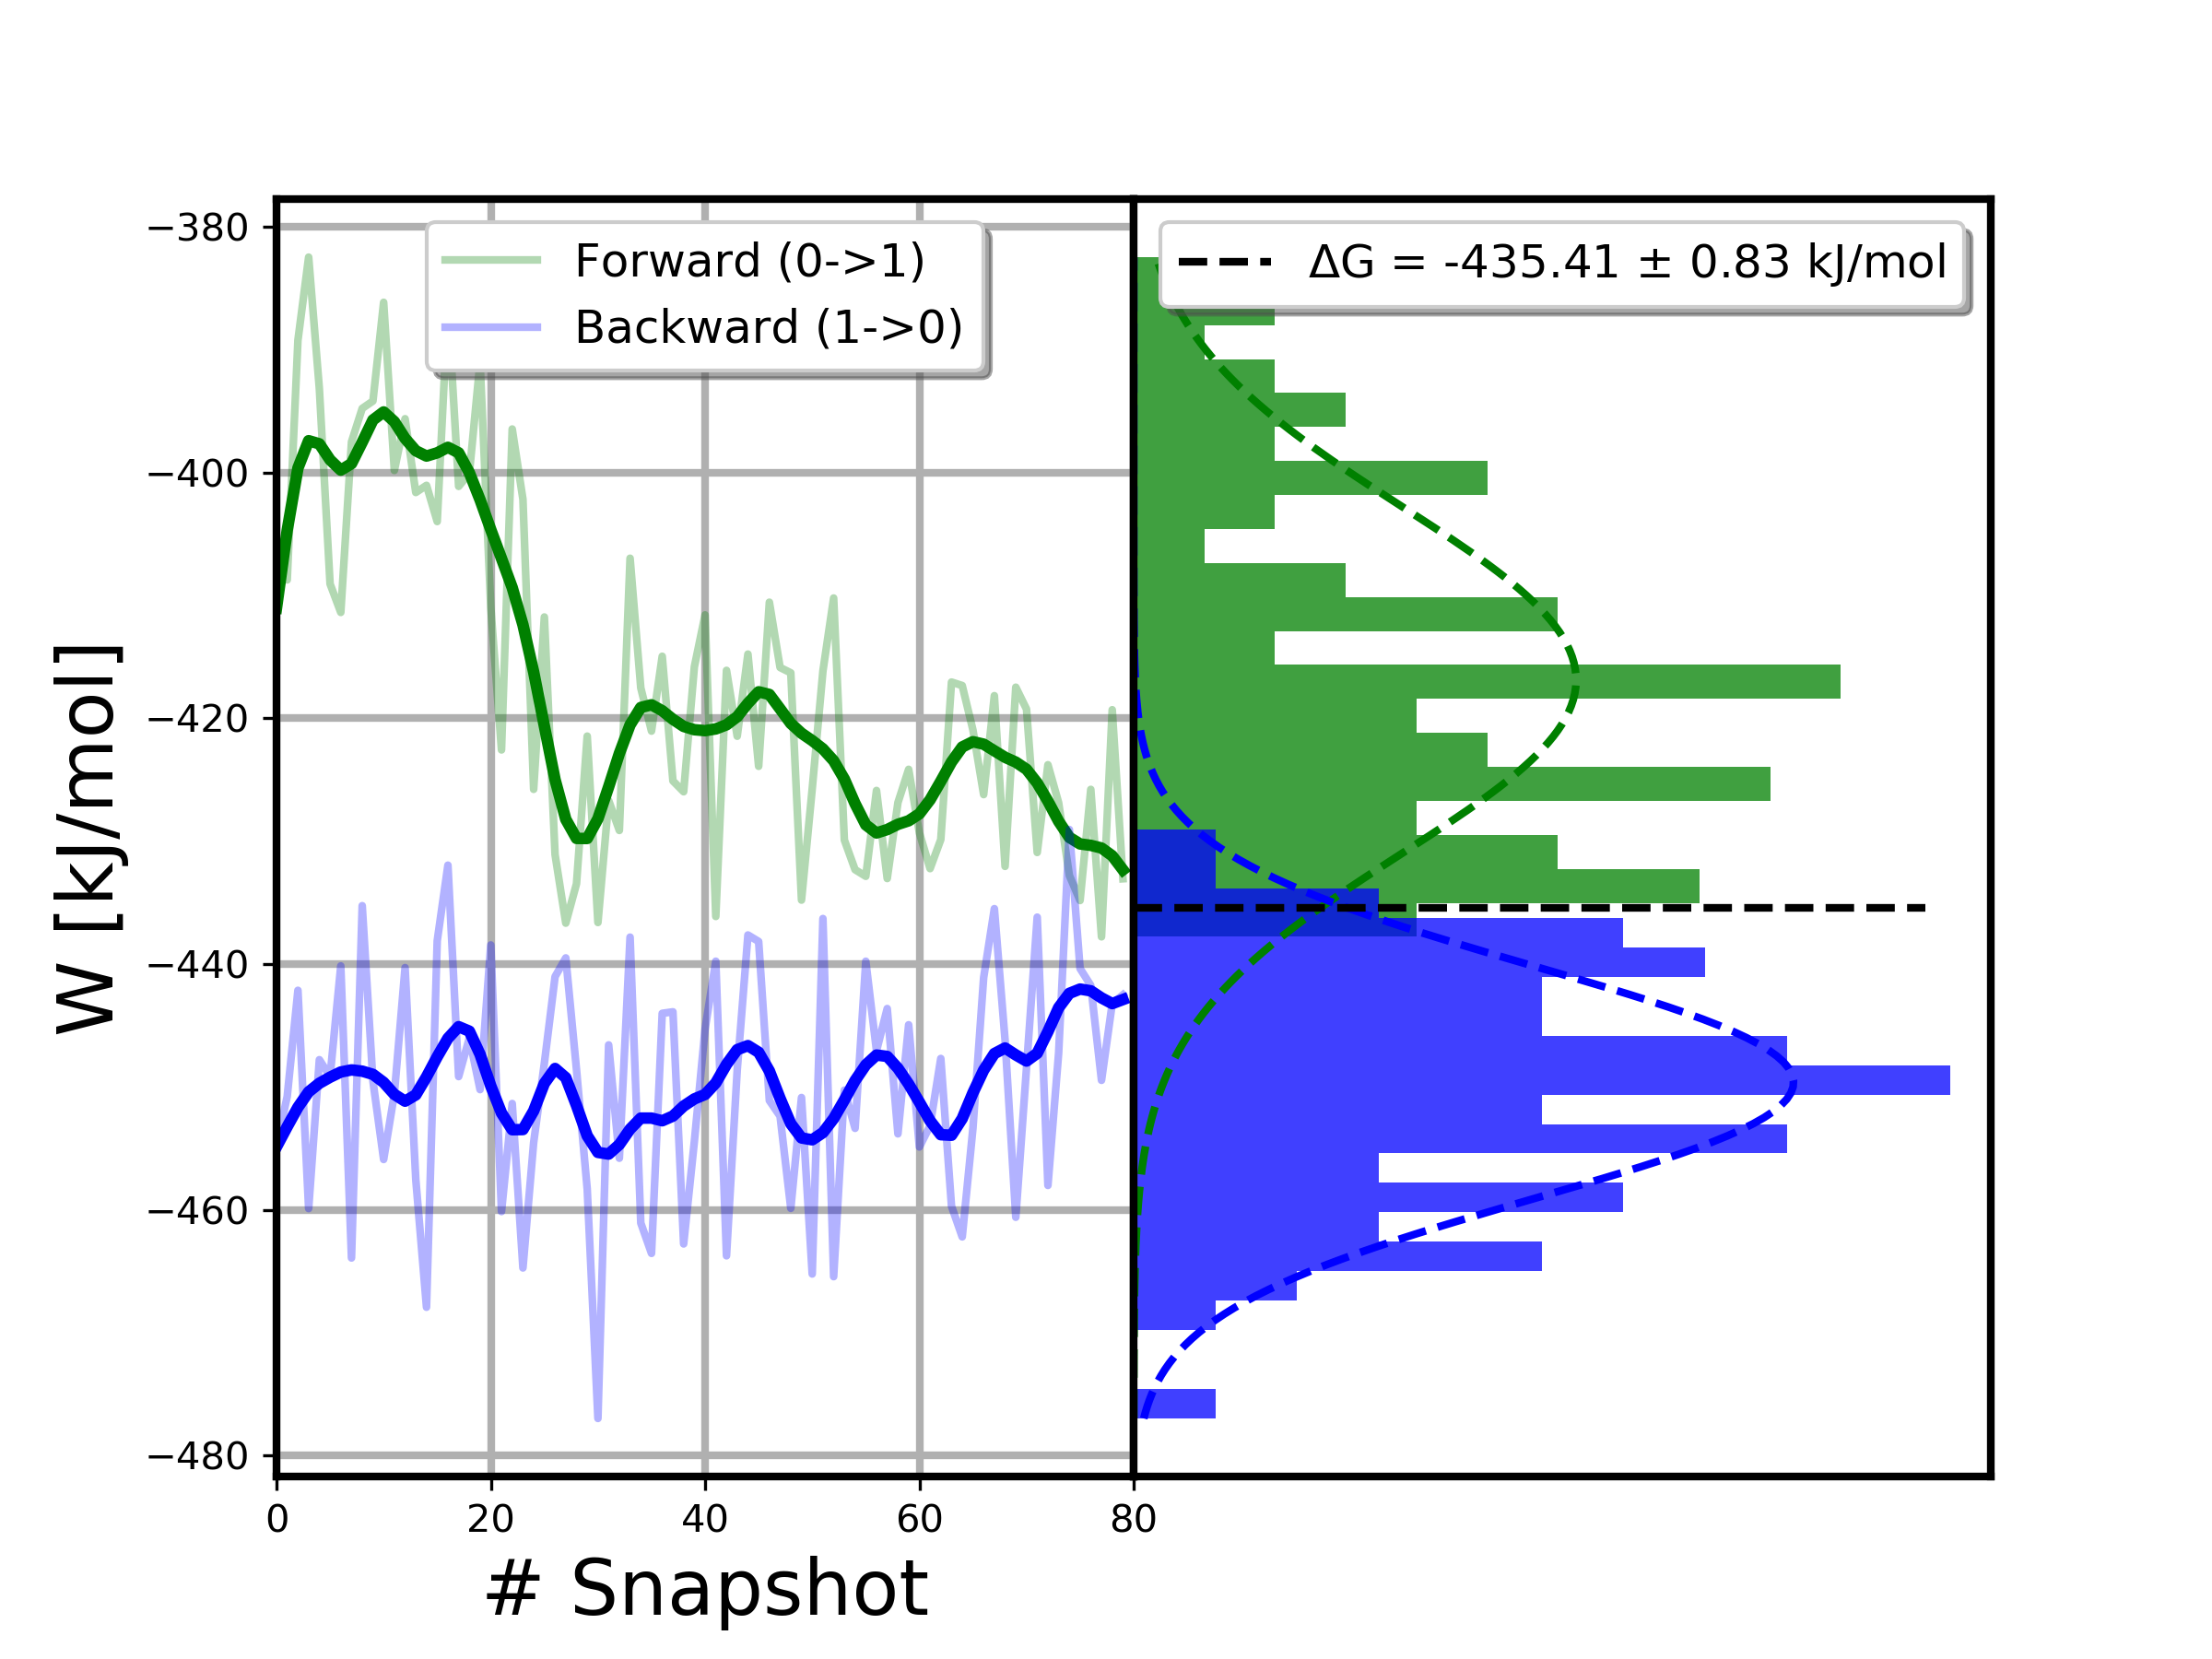 Forward (0->1)
Backward (1->0)
ΔG = -435.41 ± 0.83 kJ/mol
W [kJ/mol]
−380
−400
−420
−440
−460
−480
0 20 40 60 80
# Snapshot